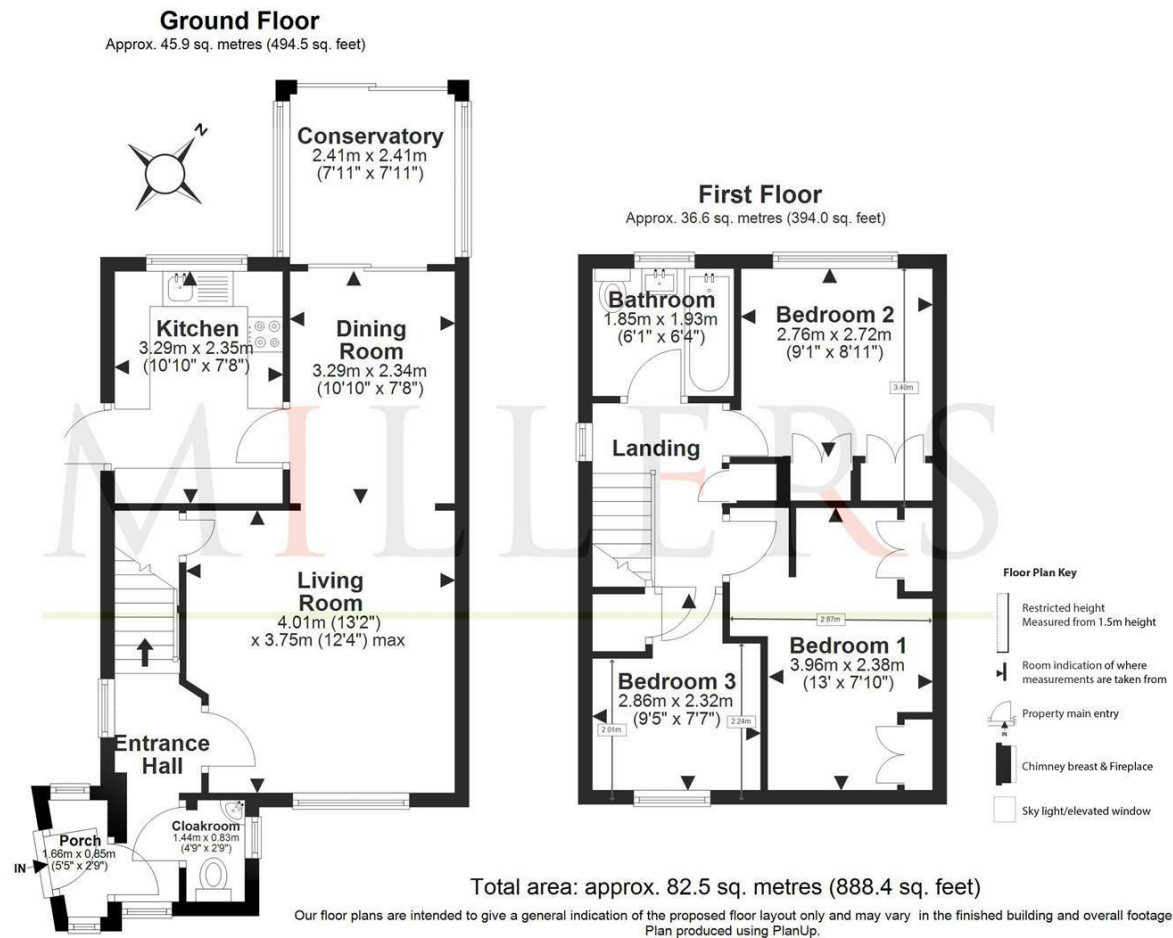 Ground Floor
Approx. 45.9 sq. metres (494.5 sq. feet)
N
Conservatory
2.41m x 2.41m
(7'11" x 7'11")
Kitchen
3.29m x 2.35m
(10'10" x 7'8")
Dining
Room
3.29m x 2.34m
(10'10" x 7'8")
Living
Room
4.01m (13'2")
x 3.75m (12'4") max
Entrance
Hall
Cloakroom
1.44m x 0.83m
(4'9" x 2'9")
Porch
1.66m x 0.85m
(5'5" x 2'9")
IN
First Floor
Approx. 36.6 sq. metres (394.0 sq. feet)
Bathroom
1.85m x 1.93m
(6'1" x 6'4")
Bedroom 2
2.76m x 2.72m
(9'1" x 8'11")
3.40m
Landing
2.87m
Bedroom 1
3.96m x 2.38m
(13' x 7'10")
Bedroom 3
2.86m x 2.32m
(9'5" x 7'7")
2.01m
2.24m
MILLERS
Floor Plan Key
Restricted height
Measured from 1.5m height
Room indication of where
measurements are taken from
Property main entry
IN
Chimney breast & Fireplace
Sky light/elevated window
Total area: approx. 82.5 sq. metres (888.4 sq. feet)
Our floor plans are intended to give a general indication of the proposed floor layout only and may vary in the finished building and overall footage
Plan produced using PlanUp.